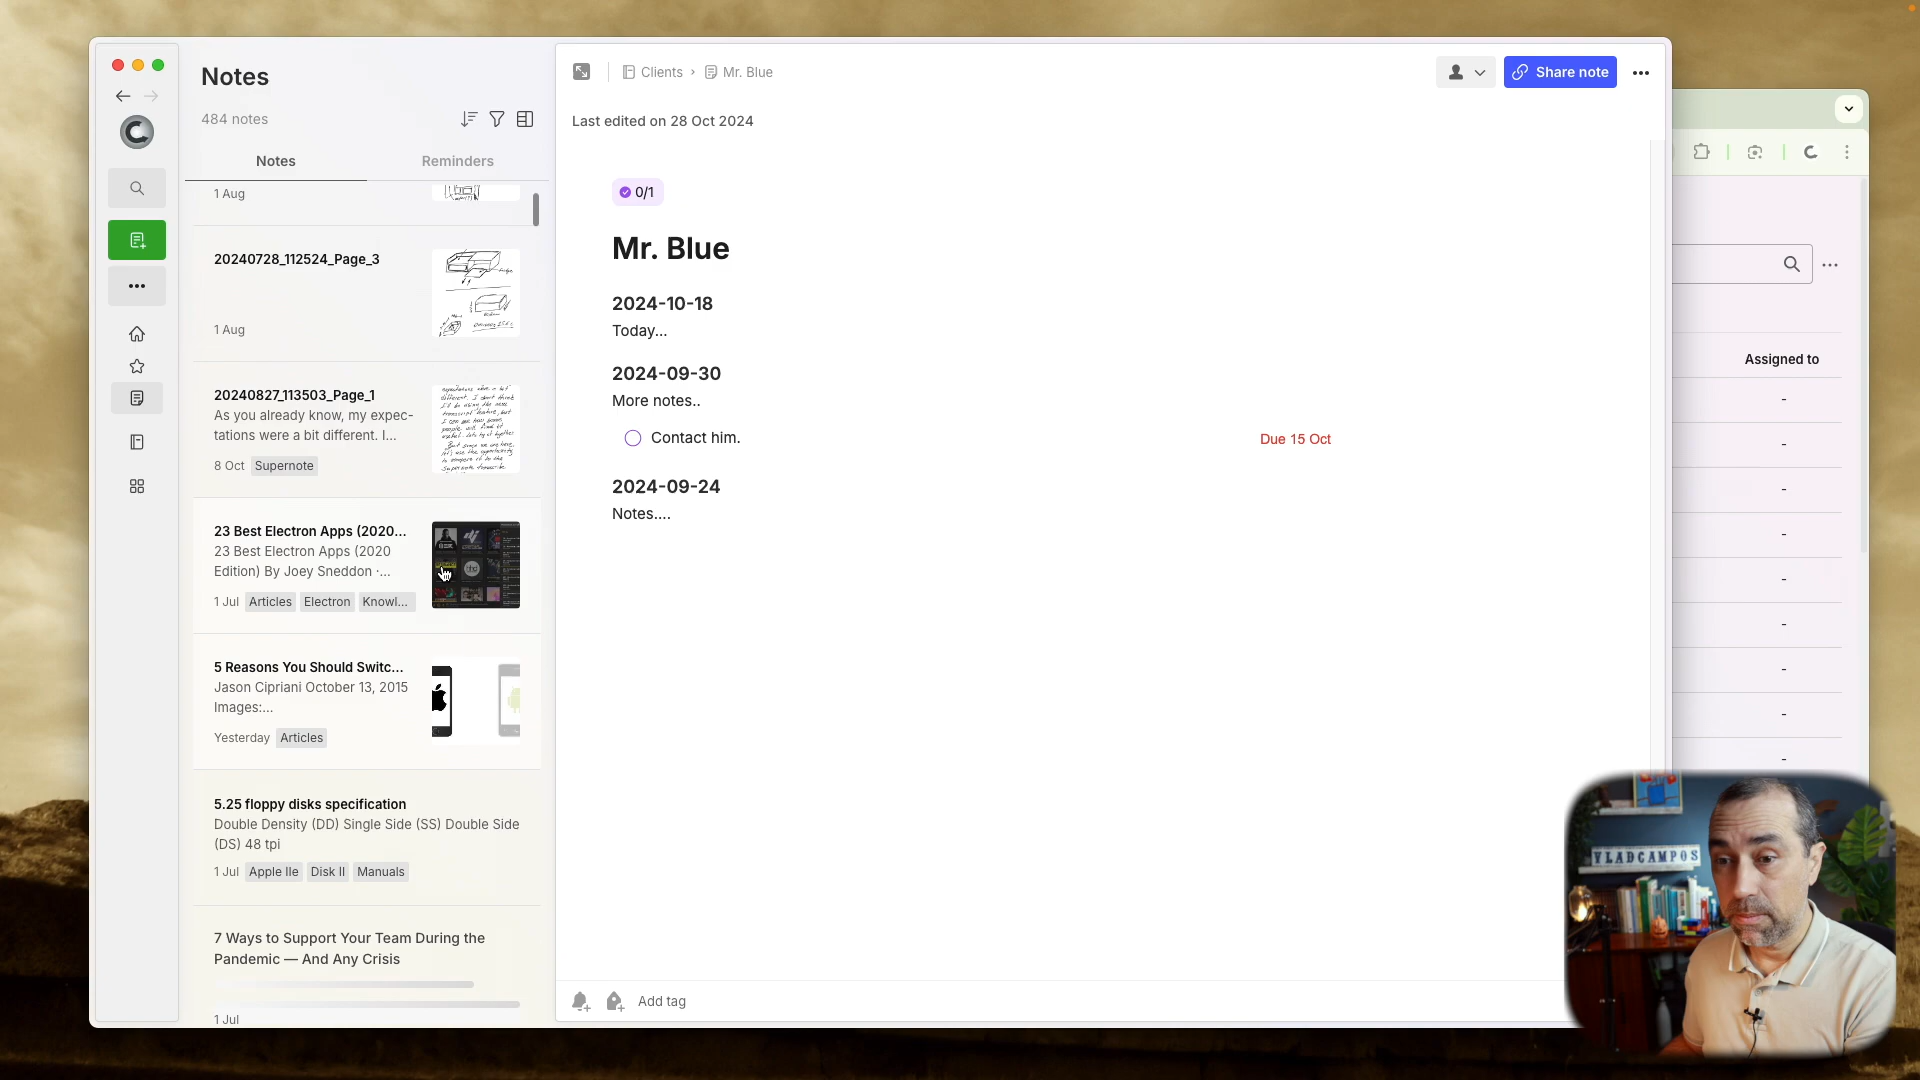 Notes
484 notes
Notes
Reminders
1 Aug
20240728_112524_Page_3
1 Aug
20240827_113503_Page_1
As you already know, my expec-
tations were a bit different. I...
8 Oct Supernote
23 Best Electron Apps (2020...
23 Best Electron Apps (2020
Edition) By Joey Sneddon ·...
1 Jul Articles Electron Knowl...
5 Reasons You Should Switc...
Jason Cipriani October 13, 2015
Images:...
Yesterday Articles
5.25 floppy disks specification
Double Density (DD) Single Side (SS) Double Side
(DS) 48 tpi
1 Jul Apple IIe Disk II Manuals
7 Ways to Support Your Team During the
Pandemic — And Any Crisis
1 Jul
Clients › Mr. Blue
Share note
Last edited on 28 Oct 2024
0/1
Mr. Blue
2024-10-18
Today...
2024-09-30
More notes..
Contact him.
Due 15 Oct
2024-09-24
Notes....
Add tag
Assigned to
-
-
-
-
-
-
-
-
-
VLADCAMPOS